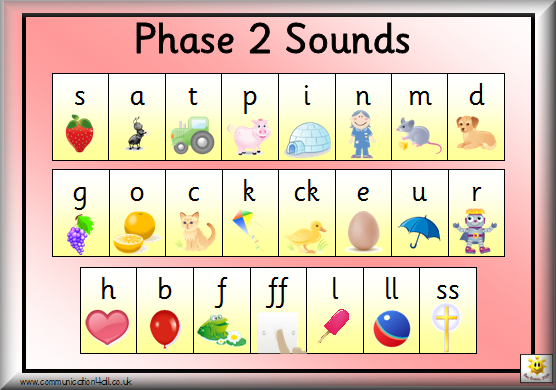 Phase 2 Sounds
s a t p i n m d
g o c k ck e u r
h b f ff l ll ss
www.communication4all.co.uk